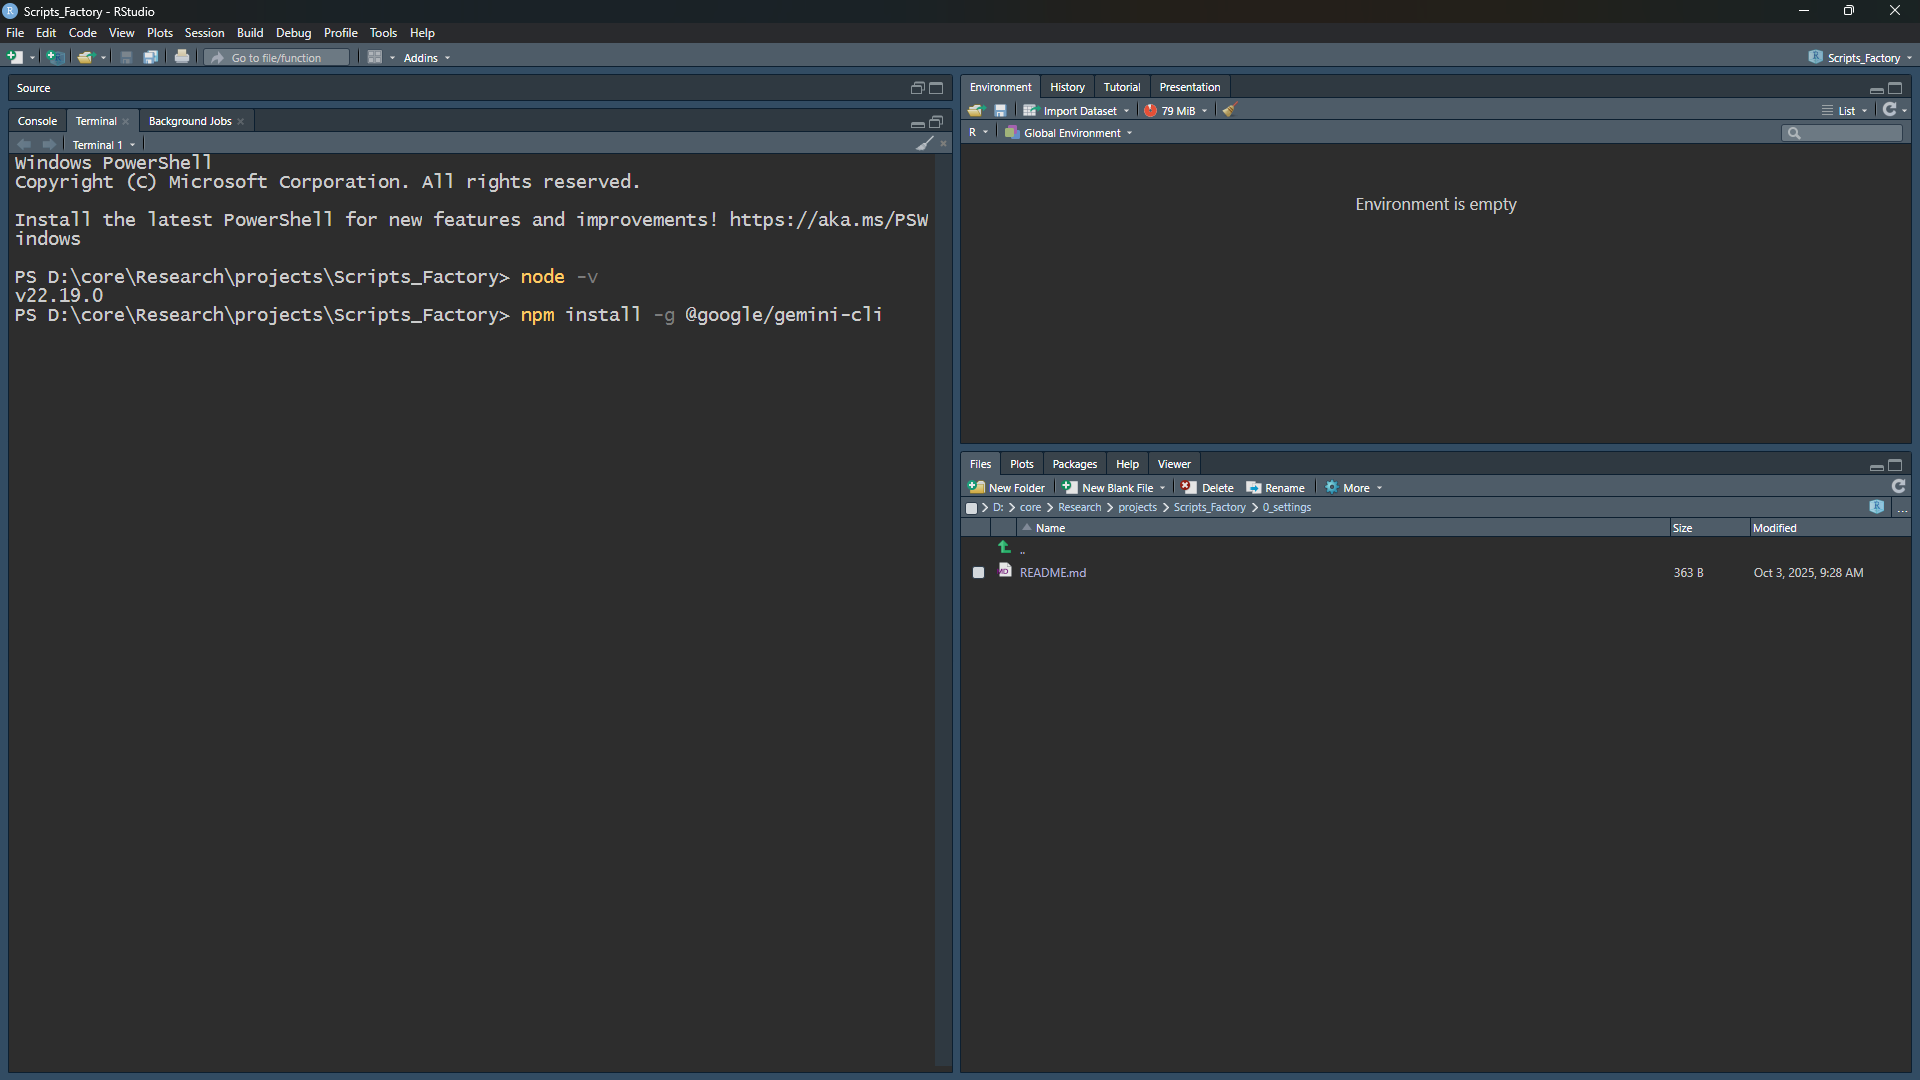 Scripts_Factory - RStudio
File Edit Code View Plots Session Build Debug Profile Tools Help
Go to file/function Addins Scripts_Factory
Source
Console Terminal Background Jobs
Terminal 1
Windows PowerShell
Copyright (C) Microsoft Corporation. All rights reserved.
Install the latest PowerShell for new features and improvements! https://aka.ms/PSW
indows
PS D:\core\Research\projects\Scripts_Factory> node -v
v22.19.0
PS D:\core\Research\projects\Scripts_Factory> npm install -g @google/gemini-cli
Environment History Tutorial Presentation
Import Dataset 79 MiB List
R Global Environment
Environment is empty
Files Plots Packages Help Viewer
New Folder New Blank File Delete Rename More
D: core Research projects Scripts_Factory 0_settings ...
Name Size Modified
..
README.md 363 B Oct 3, 2025, 9:28 AM